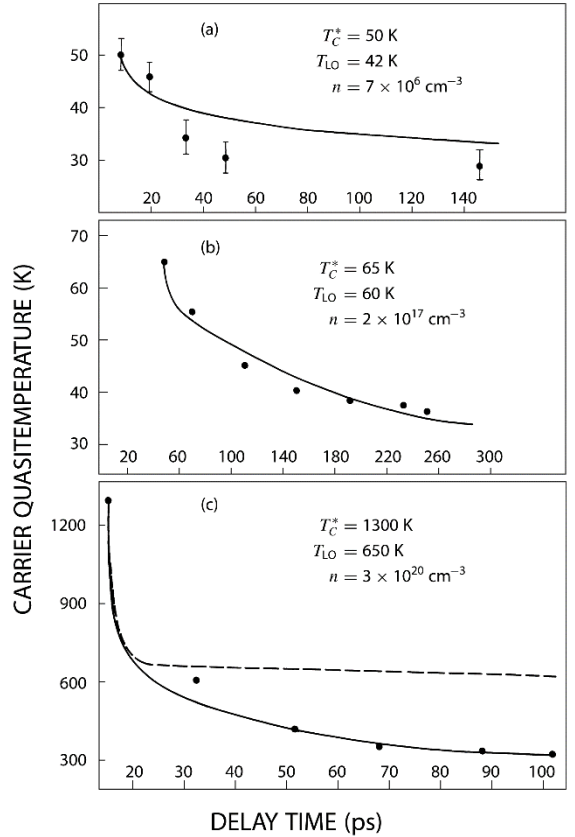 (a)
T*C = 50 K
TLO = 42 K
n = 7 × 10⁶ cm⁻³
50
40
30
20 40 60 80 100 120 140
(b)
T*C = 65 K
TLO = 60 K
n = 2 × 10¹⁷ cm⁻³
70
60
50
40
30
20 60 110 150 190 220 260 300
(c)
T*C = 1300 K
TLO = 650 K
n = 3 × 10²⁰ cm⁻³
1200
900
600
300
20 30 40 50 60 70 80 90 100
CARRIER QUASITEMPERATURE (K)
DELAY TIME (ps)